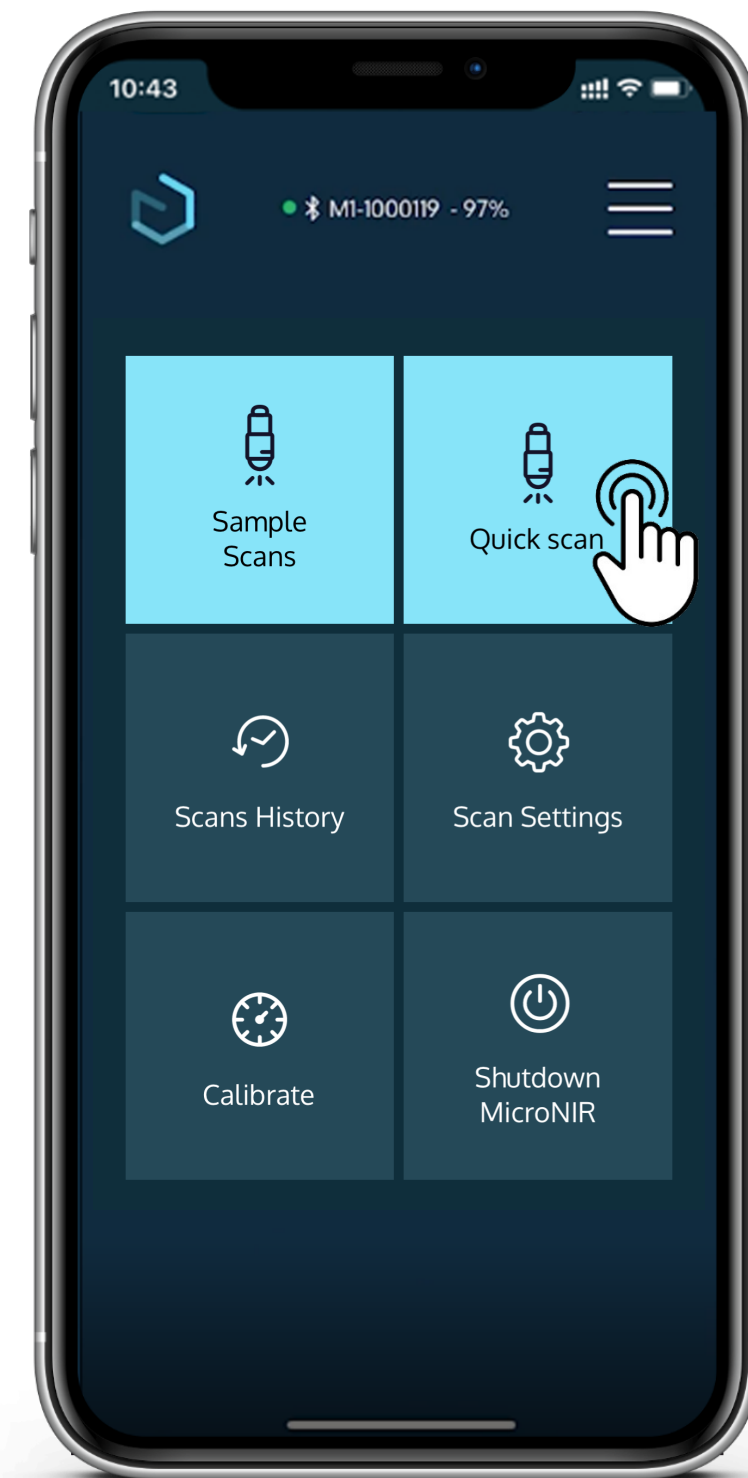 10:43
M1-1000119 - 97%
Sample
Scans
Quick scan
Scans History
Scan Settings
Calibrate
Shutdown
MicroNIR